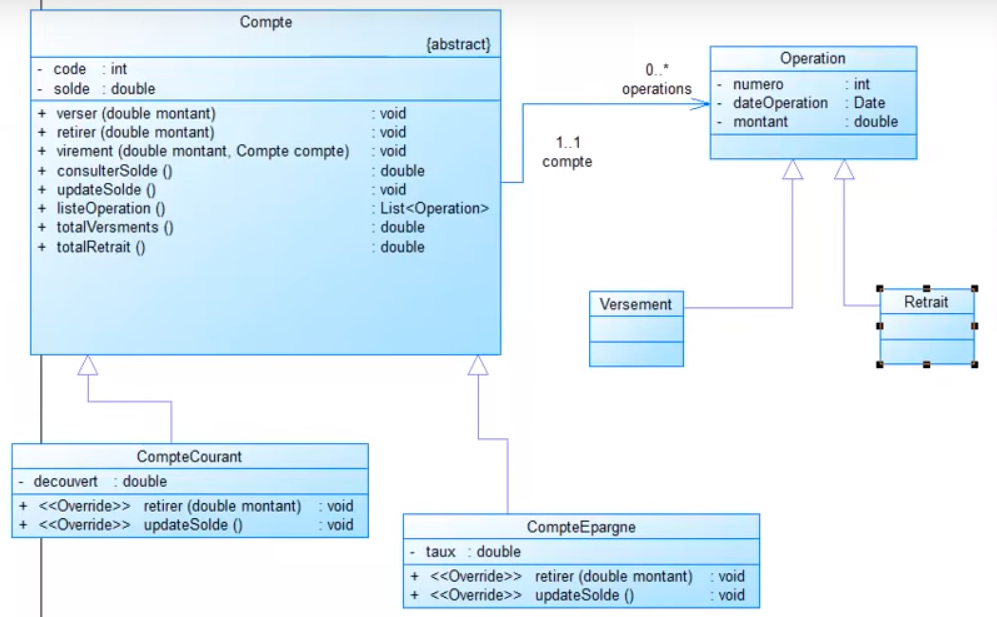 Compte
{abstract}
- code : int
- solde : double
+ verser (double montant) : void
+ retirer (double montant) : void
+ virement (double montant, Compte compte) : void
+ consulterSolde () : double
+ updateSolde () : void
+ listeOperation () : List<Operation>
+ totalVersments () : double
+ totalRetrait () : double
0..*
operations
1..1
compte
Operation
- numero : int
- dateOperation : Date
- montant : double
Versement
Retrait
CompteCourant
- decouvert : double
+ <<Override>> retirer (double montant) : void
+ <<Override>> updateSolde () : void
CompteEpargne
- taux : double
+ <<Override>> retirer (double montant) : void
+ <<Override>> updateSolde () : void